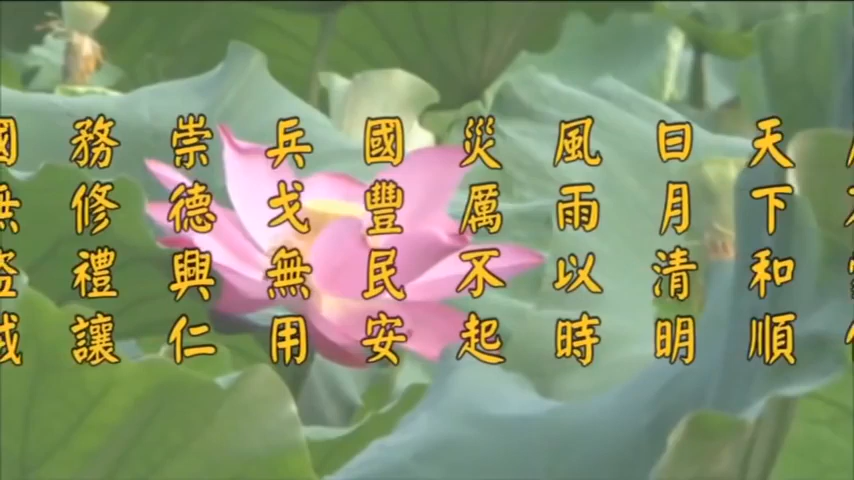 天下和順
日月清明
風雨以時
災厲不起
國豐民安
兵戈無用
崇德興仁
務修禮讓